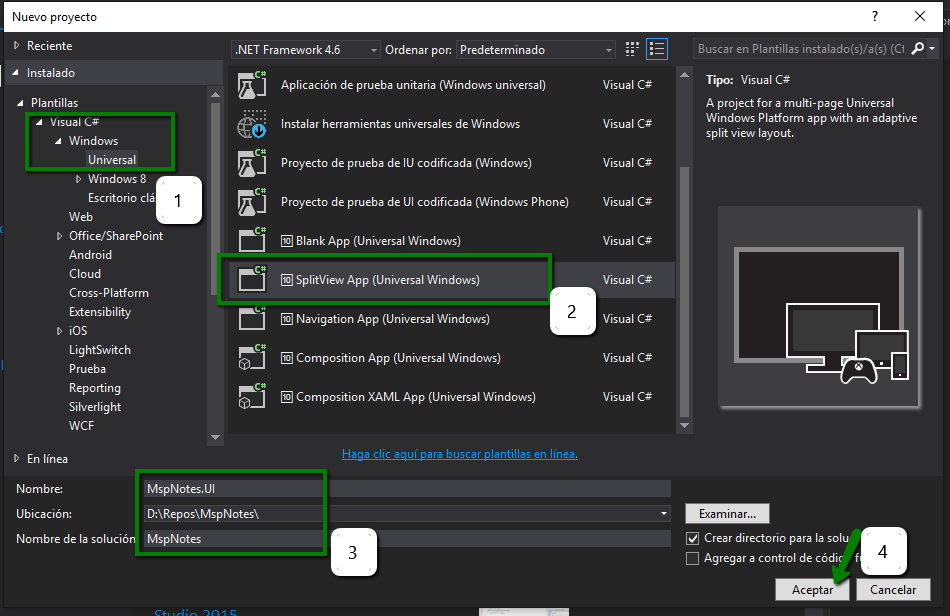 Nuevo proyecto
? ×
Reciente
.NET Framework 4.6
Ordenar por: Predeterminado
Buscar en Plantillas instalado(s)/a(s) (Ct
Instalado
Plantillas
Visual C#
Windows
Universal
Windows 8
Escritorio clá
Web
Office/SharePoint
Android
Cloud
Cross-Platform
Extensibility
iOS
LightSwitch
Prueba
Reporting
Silverlight
WCF
En línea
1
Aplicación de prueba unitaria (Windows universal) Visual C#
Instalar herramientas universales de Windows Visual C#
Proyecto de prueba de IU codificada (Windows) Visual C#
Proyecto de prueba de UI codificada (Windows Phone) Visual C#
10 Blank App (Universal Windows) Visual C#
10 SplitView App (Universal Windows) Visual C#
2
10 Navigation App (Universal Windows) Visual C#
10 Composition App (Universal Windows) Visual C#
10 Composition XAML App (Universal Windows) Visual C#
Haga clic aquí para buscar plantillas en línea.
Tipo: Visual C#
A project for a multi-page Universal
Windows Platform app with an adaptive
split view layout.
Nombre: MspNotes.UI
Ubicación: D:\Repos\MspNotes\
Nombre de la solución MspNotes
3
Examinar...
Crear directorio para la solu
Agregar a control de códig fu
4
Aceptar
Cancelar
Studio 2015